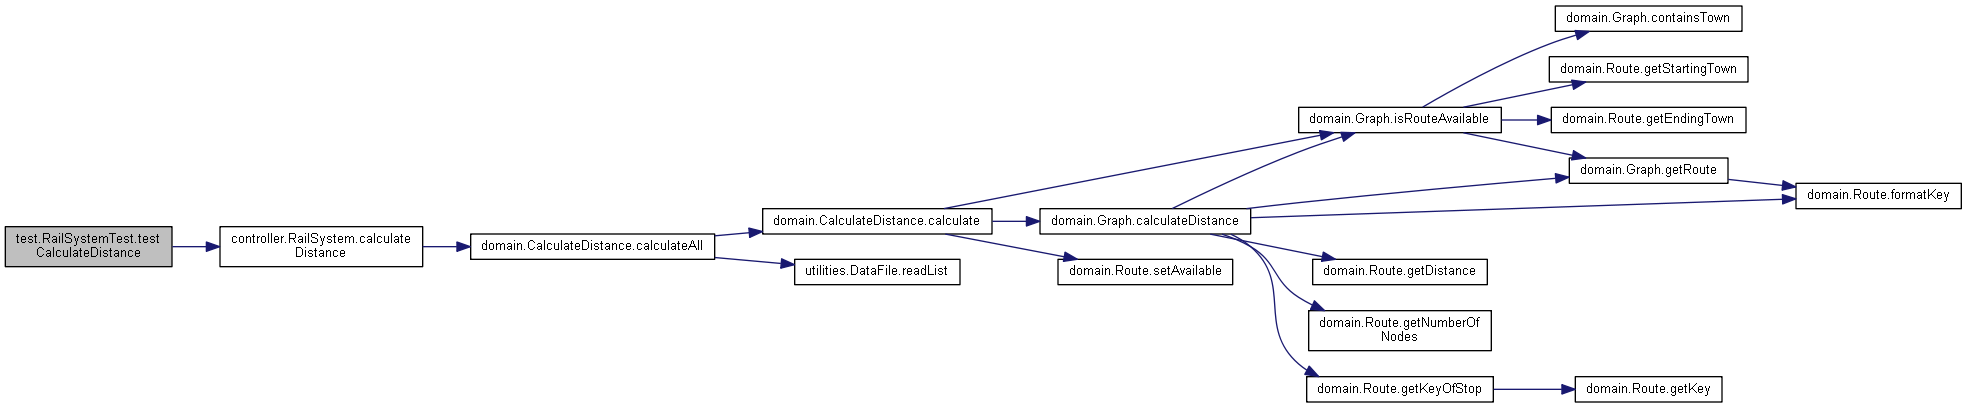 test.RailSystemTest.test
CalculateDistance
controller.RailSystem.calculate
Distance
domain.CalculateDistance.calculateAll
domain.CalculateDistance.calculate
utilities.DataFile.readList
domain.Graph.calculateDistance
domain.Route.setAvailable
domain.Graph.isRouteAvailable
domain.Route.getDistance
domain.Route.getNumberOf
Nodes
domain.Route.getKeyOfStop
domain.Graph.containsTown
domain.Route.getStartingTown
domain.Route.getEndingTown
domain.Graph.getRoute
domain.Route.getKey
domain.Route.formatKey